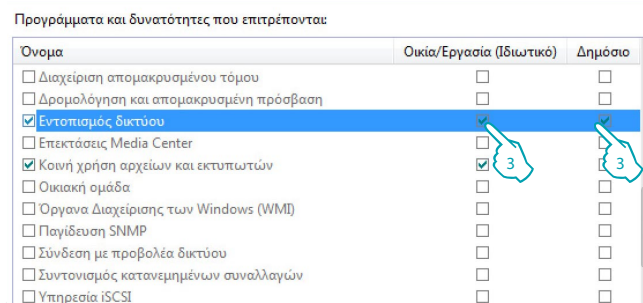 Προγράμματα και δυνατότητες που επιτρέπονται:
Όνομα Οικία/Εργασία (Ιδιωτικό) Δημόσιο
Διαχείριση απομακρυσμένου τόμου
Δρομολόγηση και απομακρυσμένη πρόσβαση
Εντοπισμός δικτύου
Επεκτάσεις Media Center
Κοινή χρήση αρχείων και εκτυπωτών 3 3
Οικιακή ομάδα
Όργανα Διαχείρισης των Windows (WMI)
Παγίδευση SNMP
Σύνδεση με προβολέα δικτύου
Συντονισμός κατανεμημένων συναλλαγών
Υπηρεσία iSCSI